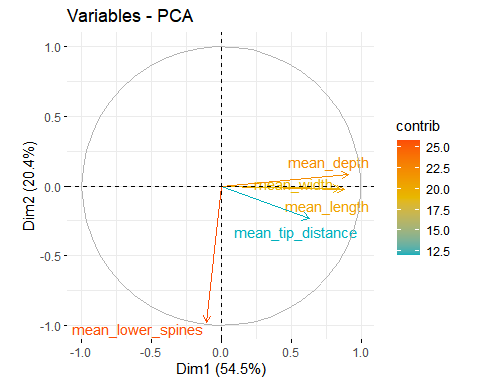 Variables - PCA
1.0
0.5
0.0
-0.5
-1.0
Dim2 (20.4%)
mean_depth
mean_width
mean_length
mean_tip_distance
mean_lower_spines
-1.0 -0.5 0.0 0.5 1.0
Dim1 (54.5%)
contrib
25.0
22.5
20.0
17.5
15.0
12.5